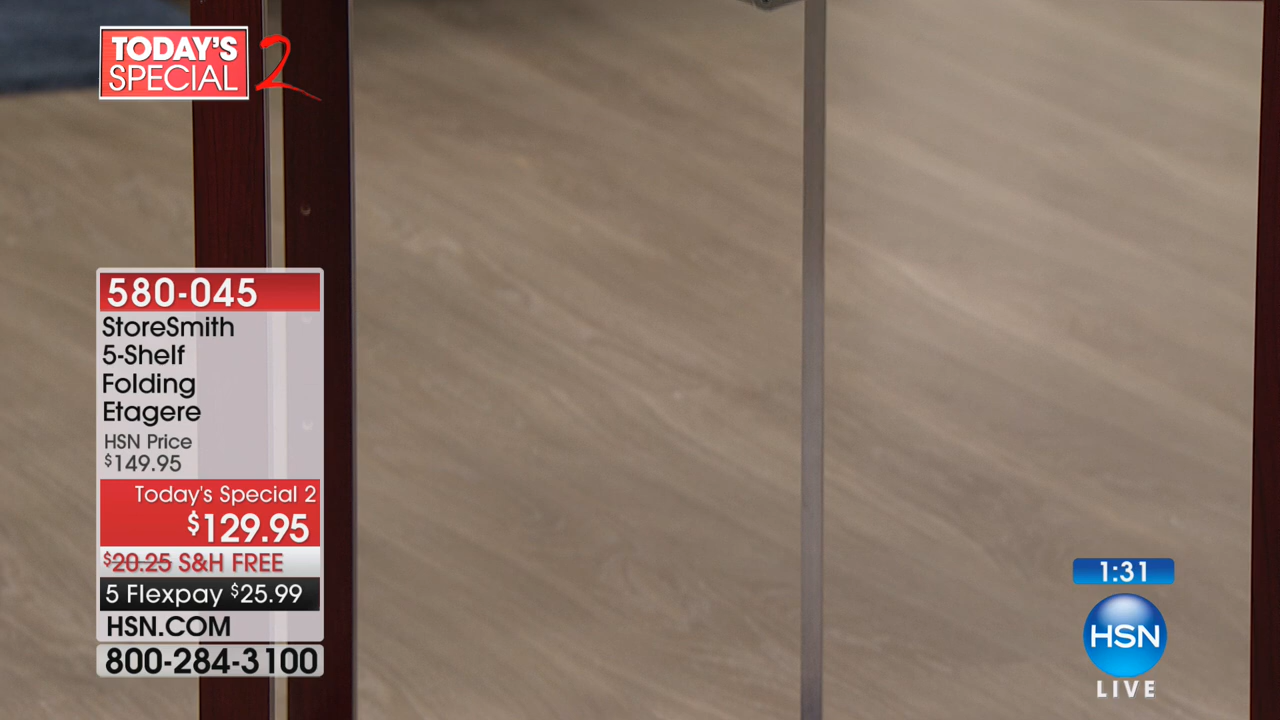 TODAY'S
SPECIAL 2
580-045
StoreSmith
5-Shelf
Folding
Etagere
HSN Price
$149.95
Today's Special 2
$129.95
$20.25 S&H FREE
5 Flexpay $25.99
HSN.COM
800-284-3100
1:31
HSN
LIVE